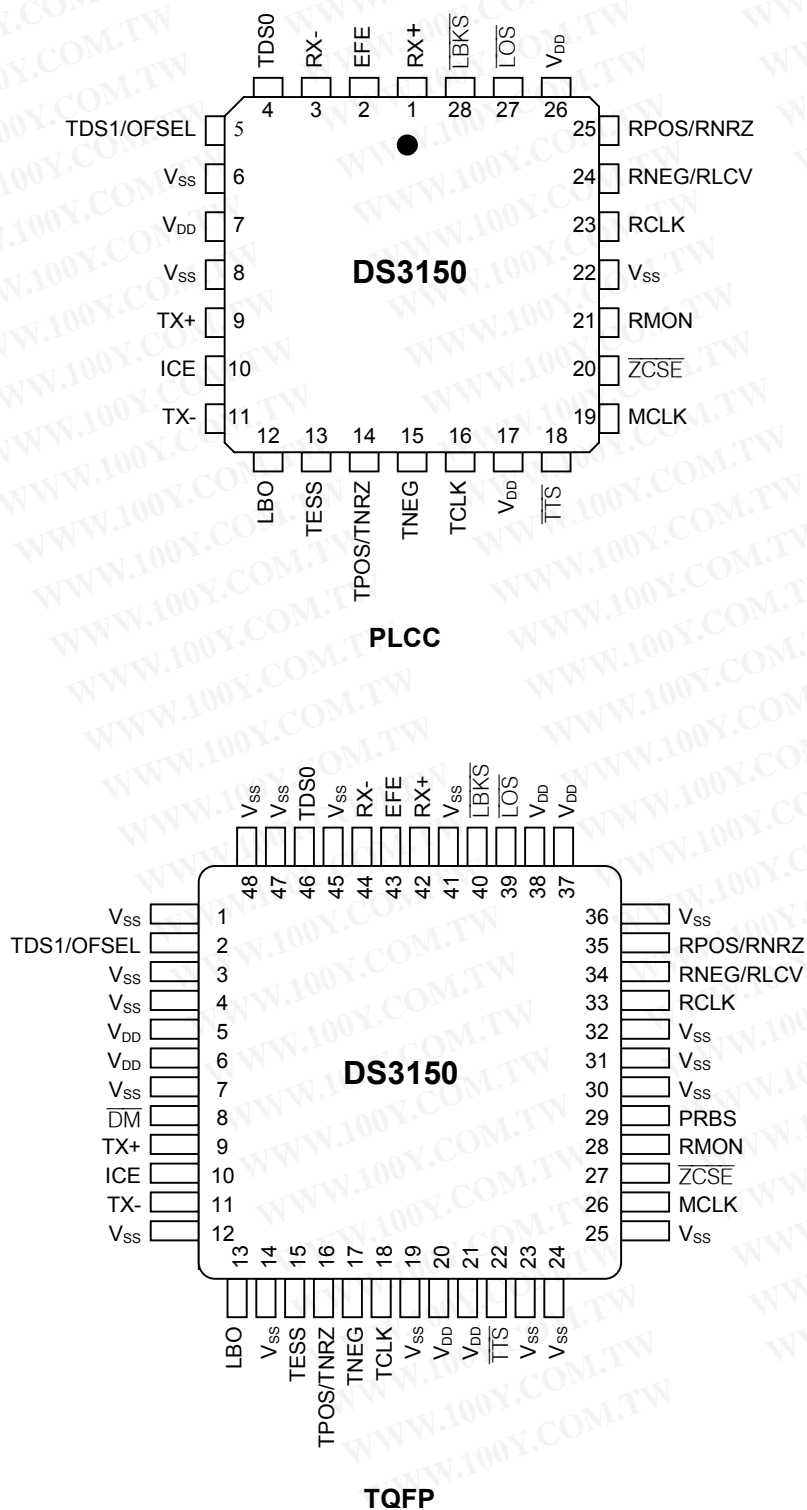 TDS0
RX-
EFE
RX+
LBKS
LOS
VDD
4
3
2
1
28
27
26
TDS1/OFSEL 5
VSS 6
VDD 7
VSS 8
TX+ 9
ICE 10
TX- 11
DS3150
25 RPOS/RNRZ
24 RNEG/RLCV
23 RCLK
22 VSS
21 RMON
20 ZCSE
19 MCLK
12
13
14
15
16
17
18
LBO
TESS
TPOS/TNRZ
TNEG
TCLK
VDD
TTS
PLCC
VSS
VSS
TDS0
VSS
RX-
EFE
RX+
VSS
LBKS
LOS
VDD
VDD
48
47
46
45
44
43
42
41
40
39
38
37
VSS 1
TDS1/OFSEL 2
VSS 3
VSS 4
VDD 5
VDD 6
VSS 7
DM 8
TX+ 9
ICE 10
TX- 11
VSS 12
DS3150
36 VSS
35 RPOS/RNRZ
34 RNEG/RLCV
33 RCLK
32 VSS
31 VSS
30 VSS
29 PRBS
28 RMON
27 ZCSE
26 MCLK
25 VSS
13
14
15
16
17
18
19
20
21
22
23
24
LBO
VSS
TESS
TPOS/TNRZ
TNEG
TCLK
VSS
VDD
VDD
TTS
VSS
VSS
TQFP
WWW.100Y.COM.TW